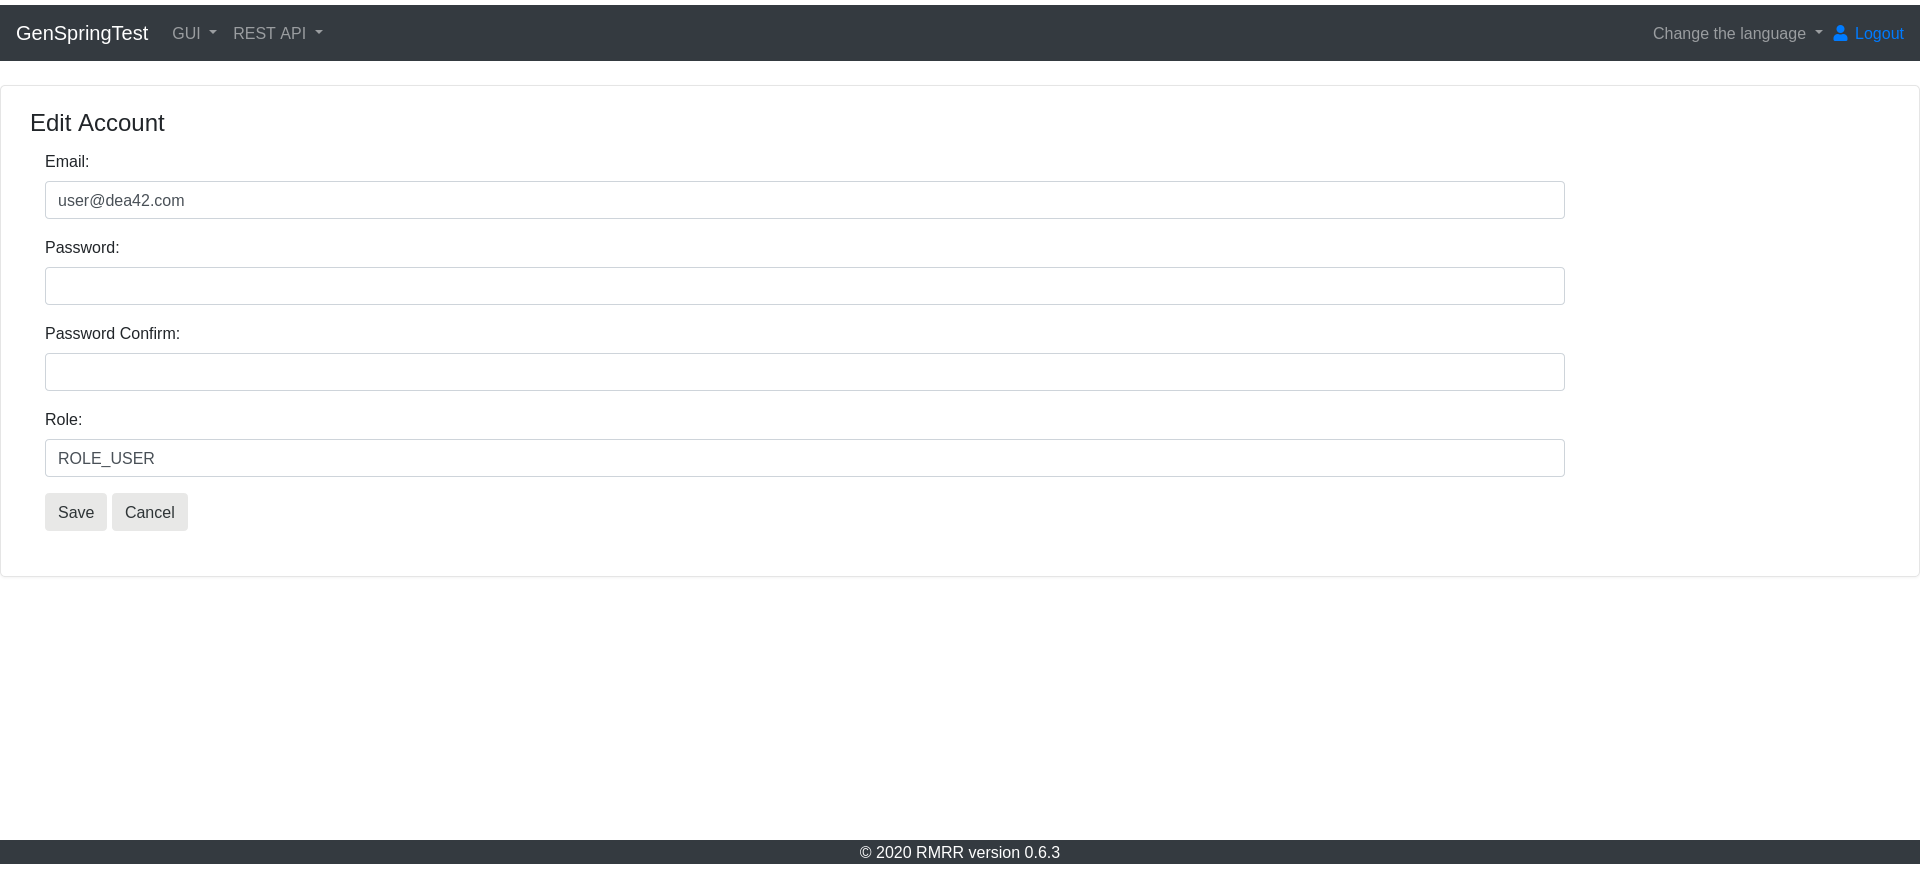 GenSpringTest GUI REST API Change the language Logout
Edit Account
Email:
user@dea42.com
Password:
Password Confirm:
Role:
ROLE_USER
Save Cancel
© 2020 RMRR version 0.6.3